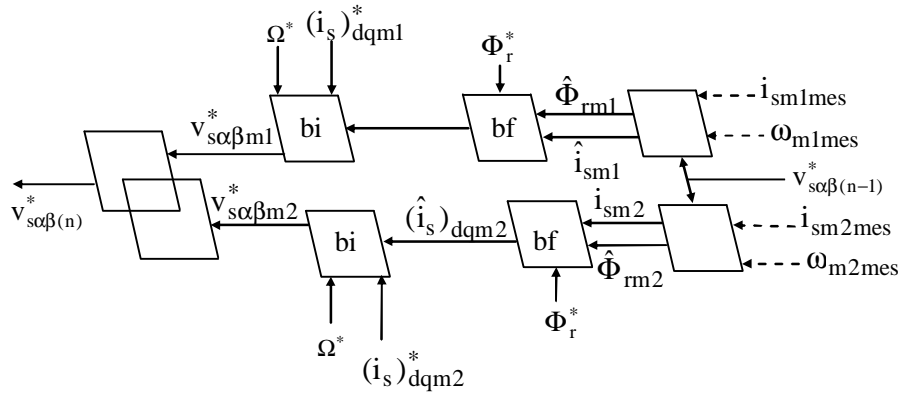 Ω* (i_s)*_dqm1
Φ*_r
v*_sαβm1
bi
bf
Φ̂_rm1
î_sm1
i_sm1mes
ω_m1mes
v*_sαβ(n−1)
v*_sαβ(n)
v*_sαβm2
bi
(î_s)_dqm2
bf
i_sm2
Φ̂_rm2
i_sm2mes
ω_m2mes
Ω*
(i_s)*_dqm2
Φ*_r